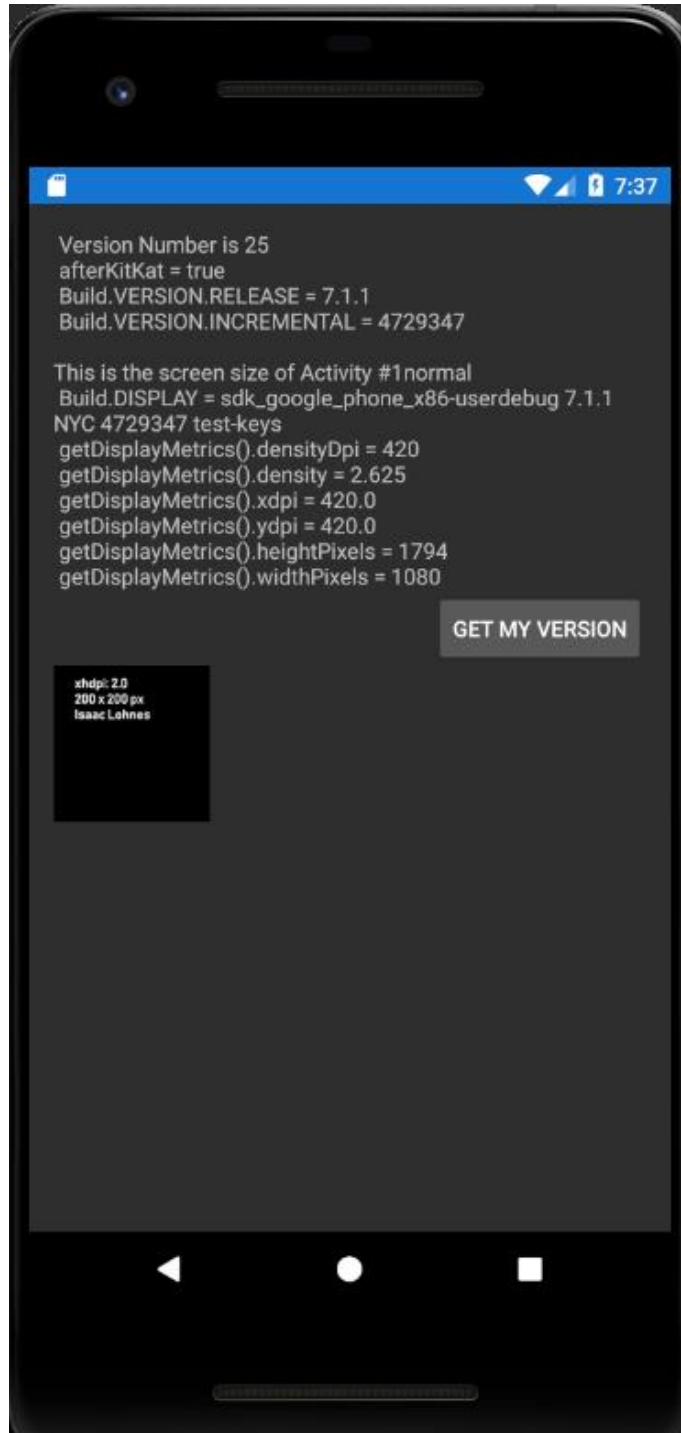 7:37
Version Number is 25
afterKitKat = true
Build.VERSION.RELEASE = 7.1.1
Build.VERSION.INCREMENTAL = 4729347
This is the screen size of Activity #1normal
Build.DISPLAY = sdk_google_phone_x86-userdebug 7.1.1
NYC 4729347 test-keys
getDisplayMetrics().densityDpi = 420
getDisplayMetrics().density = 2.625
getDisplayMetrics().xdpi = 420.0
getDisplayMetrics().ydpi = 420.0
getDisplayMetrics().heightPixels = 1794
getDisplayMetrics().widthPixels = 1080
GET MY VERSION
xhdpi: 2.0
200 x 200 px
Isaac Lohnes